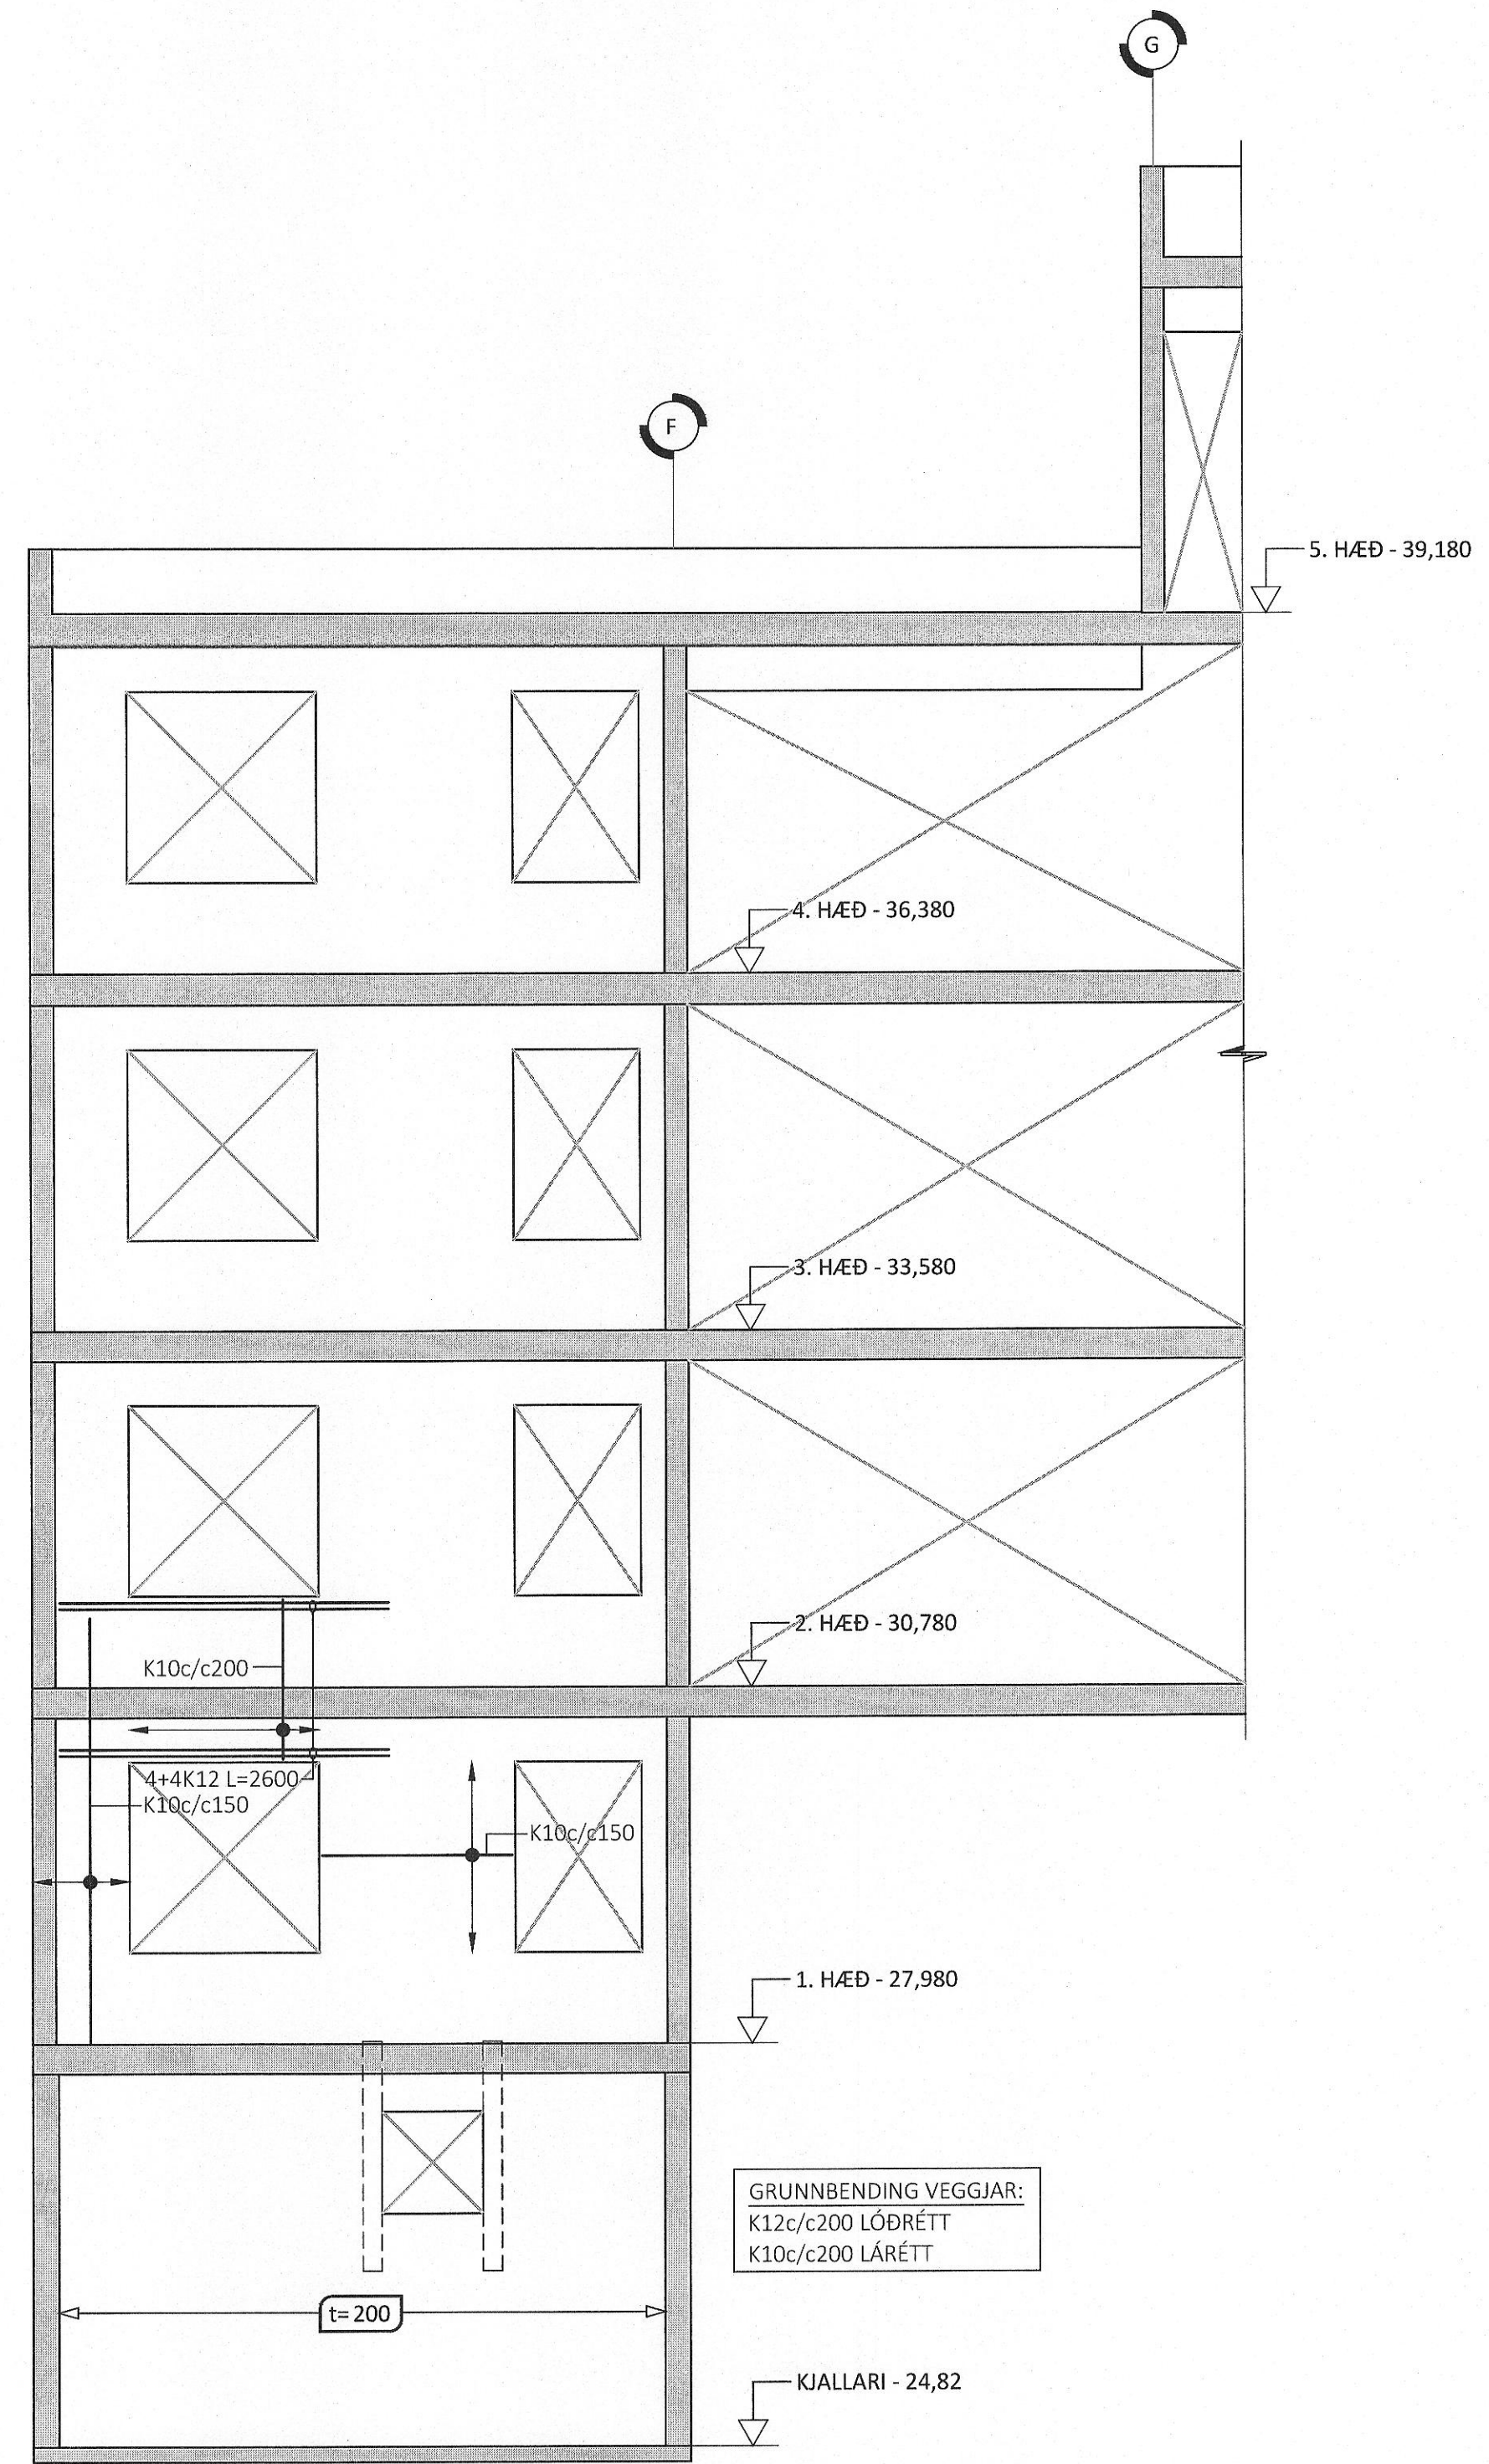 G
F
5. HÆÐ - 39,180
4. HÆÐ - 36,380
3. HÆÐ - 33,580
2. HÆÐ - 30,780
K10c/c200
4+4K12 L=2600
K10c/c150
K10c/c150
1. HÆÐ - 27,980
GRUNNBENDING VEGGJAR:
K12c/c200 LÓÐRÉTT
K10c/c200 LÁRÉTT
t= 200
KJALLARI - 24,82